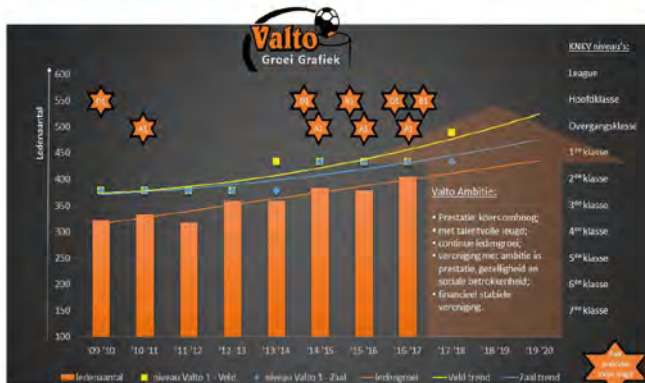 Valto
Groei Grafiek
KNKV niveau's:
League
Hoofdklasse
Overgangsklasse
1ste klasse
2de klasse
3de klasse
4de klasse
5de klasse
6de klasse
7de klasse
Ledenaantal
600
550
500
450
400
350
300
250
200
150
100
A1
A1
A1
Valto Ambitie:
• Prestatie koers omhoog;
• met talentvolle jeugd;
• continue ledengroei;
• vereniging met ambitie in
prestatie, gezelligheid en
sociale betrokkenheid;
• financieel stabiele
vereniging.
'09 '10
'10 '11
'11 '12
'12 '13
'13 '14
'14 '15
'15 '16
'16 '17
'17 '18
'18 '19
'19 '20
ledenaantal
niveau Valto 1 - Veld
niveau Valto 1 - Zaal
ledengroei
Veld trend
Zaal trend